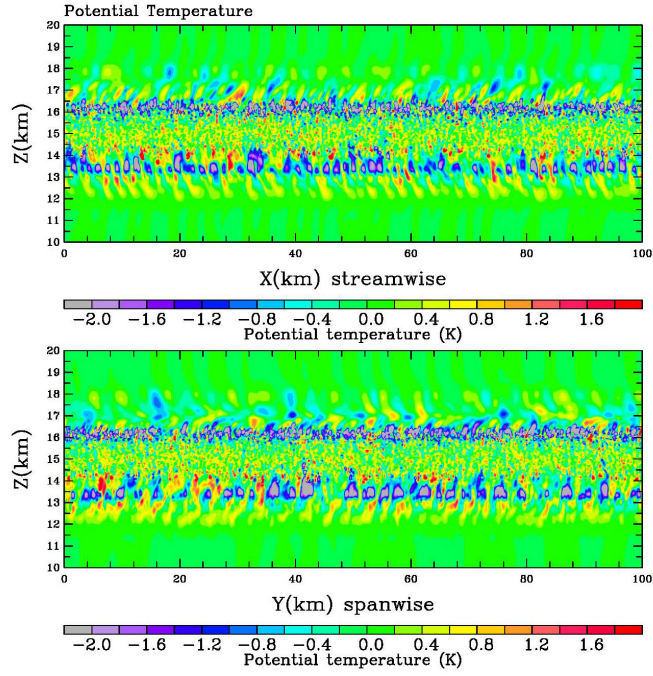 Potential Temperature
20
19
18
17
16
15
14
13
12
11
10
Z(km)
0 20 40 60 80 100
X(km) streamwise
−2.0 −1.6 −1.2 −0.8 −0.4 0.0 0.4 0.8 1.2 1.6
Potential temperature (K)
20
19
18
17
16
15
14
13
12
11
10
Z(km)
0 20 40 60 80 100
Y(km) spanwise
−2.0 −1.6 −1.2 −0.8 −0.4 0.0 0.4 0.8 1.2 1.6
Potential temperature (K)